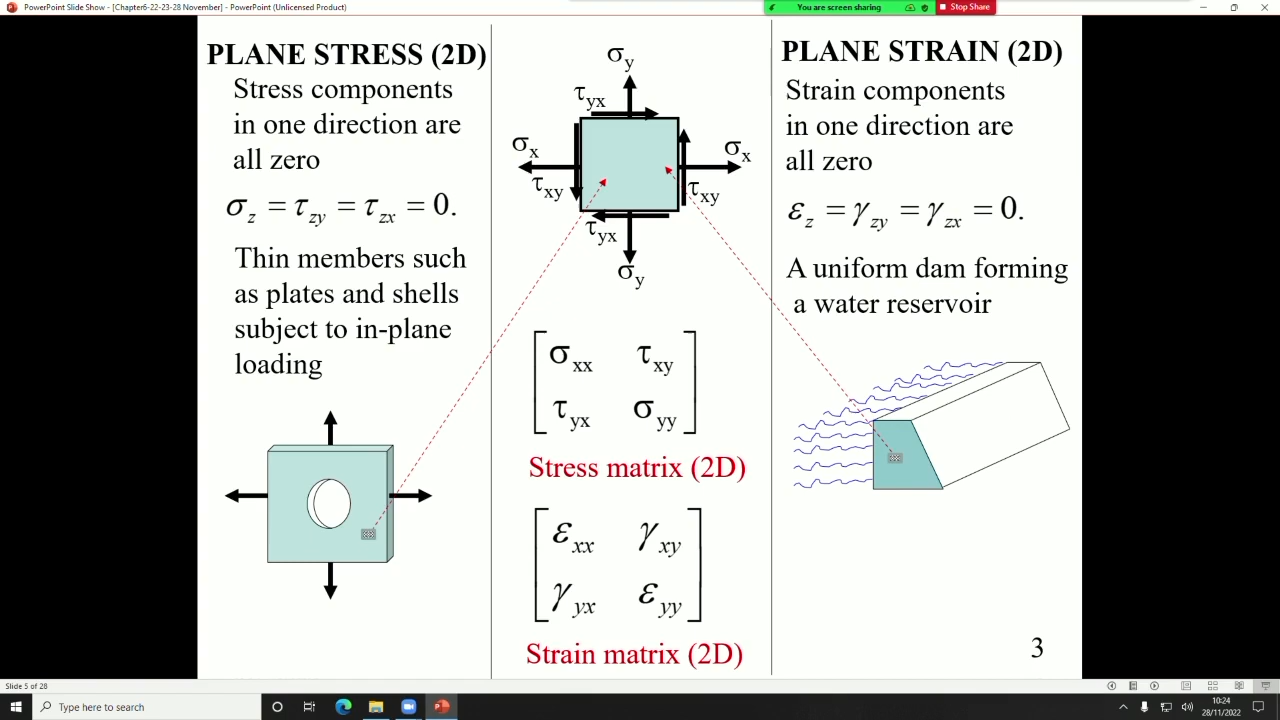 PowerPoint Slide Show - [Chapter6-22-23-28 November] - PowerPoint (Unlicensed Product)
You are screen sharing
Stop Share
PLANE STRESS (2D)
Stress components
in one direction are
all zero
σz = τzy = τzx = 0.
Thin members such
as plates and shells
subject to in-plane
loading
σy
τyx
σx
σx
τxy
τxy
τyx
σy
σxx τxy
τyx σyy
Stress matrix (2D)
εxx γxy
γyx εyy
Strain matrix (2D)
PLANE STRAIN (2D)
Strain components
in one direction are
all zero
εz = γzy = γzx = 0.
A uniform dam forming
a water reservoir
3
Slide 5 of 28
Type here to search
10:24
28/11/2022